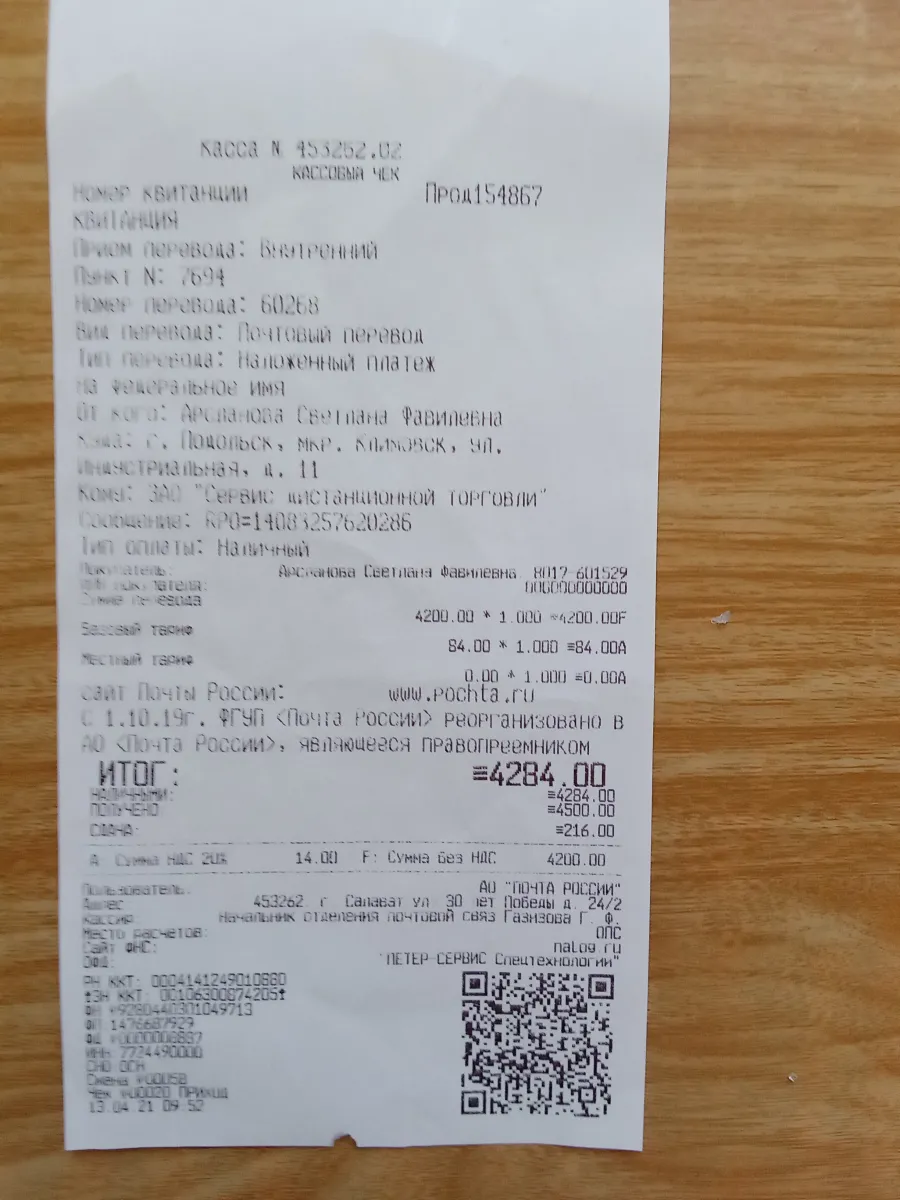 Касса N 453262.02
КАССОВЫЙ ЧЕК
Номер квитанции Прод154867
КВИТАНЦИЯ
Прием перевода: Внутренний
Пункт N: 7694
Номер перевода: 60268
Вид перевода: Почтовый перевод
Тип перевода: Наложенный платеж
На федеральное имя
От кого: Арсланова Светлана Фавилевна
Куда: г. Подольск, мкр. Климовск, ул.
Индустриальная, д. 11
Кому: ЗАО "Сервис дистанционной торговли"
Сообщение: RPO=14083257620286
Тип оплаты: Наличный
Покупатель: Арсланова Светлана Фавилевна, 8017 601529
ИНН покупателя: 000000000000
Сумма перевода
4200.00 * 1.000 ≡4200.00F
Базовый тариф
84.00 * 1.000 ≡84.00A
Местный тариф
0.00 * 1.000 ≡0.00A
сайт Почты России: www.pochta.ru
С 1.10.19г. ФГУП <Почта России> реорганизовано в
АО <Почта России>, являющееся правопреемником
ИТОГ: ≡4284.00
НАЛИЧНЫМИ: ≡4284.00
ПОЛУЧЕНО ≡4500.00
СДАЧА: ≡216.00
A: Сумма НДС 20% 14.00 F: Сумма без НДС 4200.00
Пользователь: АО "ПОЧТА РОССИИ"
Адрес 453262 г Салават ул 30 лет Победы д. 24/2
Кассир: Начальник отделения почтовой связ Газизова Г. Ф.
Место расчетов: ОПС
Сайт ФНС: nalog.ru
ОФД: "ПЕТЕР-СЕРВИС Спецтехнологии"
РН ККТ: 0004141249010880
ЗН ККТ: 00106300874205
ФН №9280440301049713
ФП 1476687929
ФД №0000008887
ИНН 7724490000
СНО ОСН
Смена №0058
Чек №0020 ПРИХОД
13.04.21 09:52